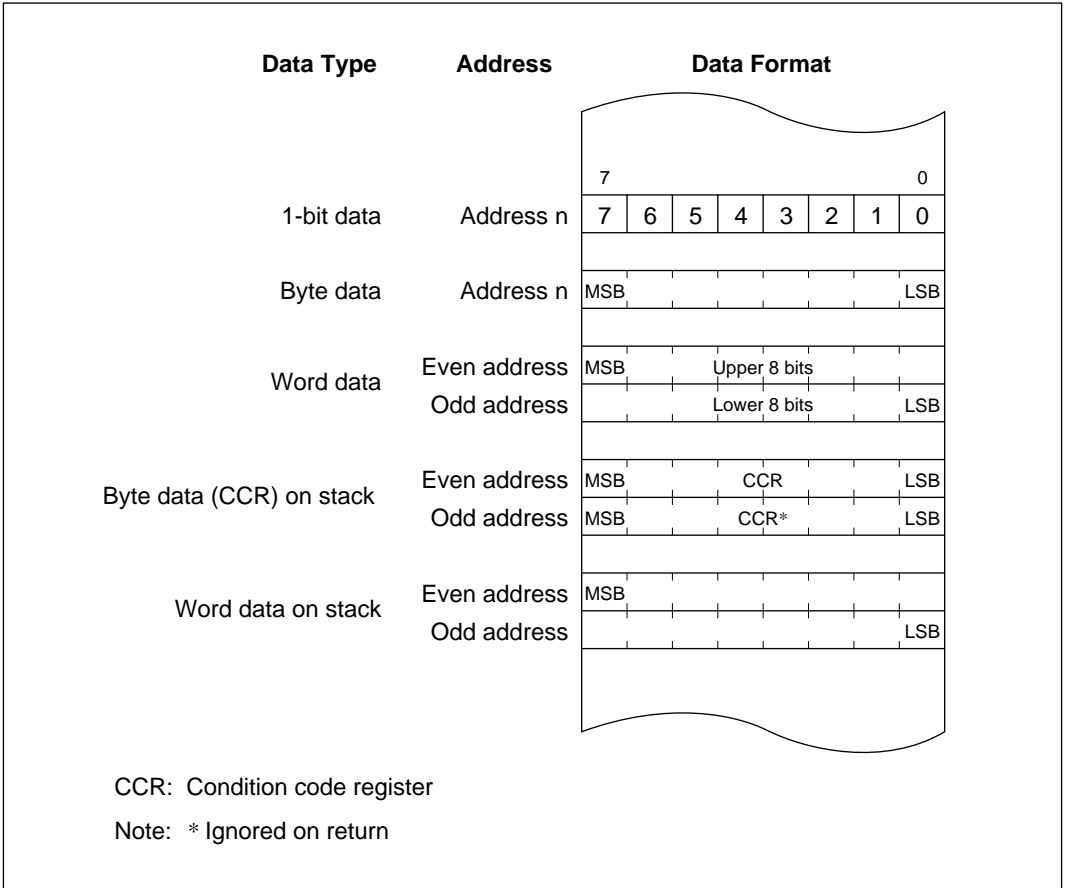 Data Type Address Data Format
7 0
1-bit data Address n 7 6 5 4 3 2 1 0
Byte data Address n MSB LSB
Word data Even address MSB Upper 8 bits
Odd address Lower 8 bits LSB
Byte data (CCR) on stack Even address MSB CCR LSB
Odd address MSB CCR* LSB
Word data on stack Even address MSB
Odd address LSB
CCR: Condition code register
Note: * Ignored on return